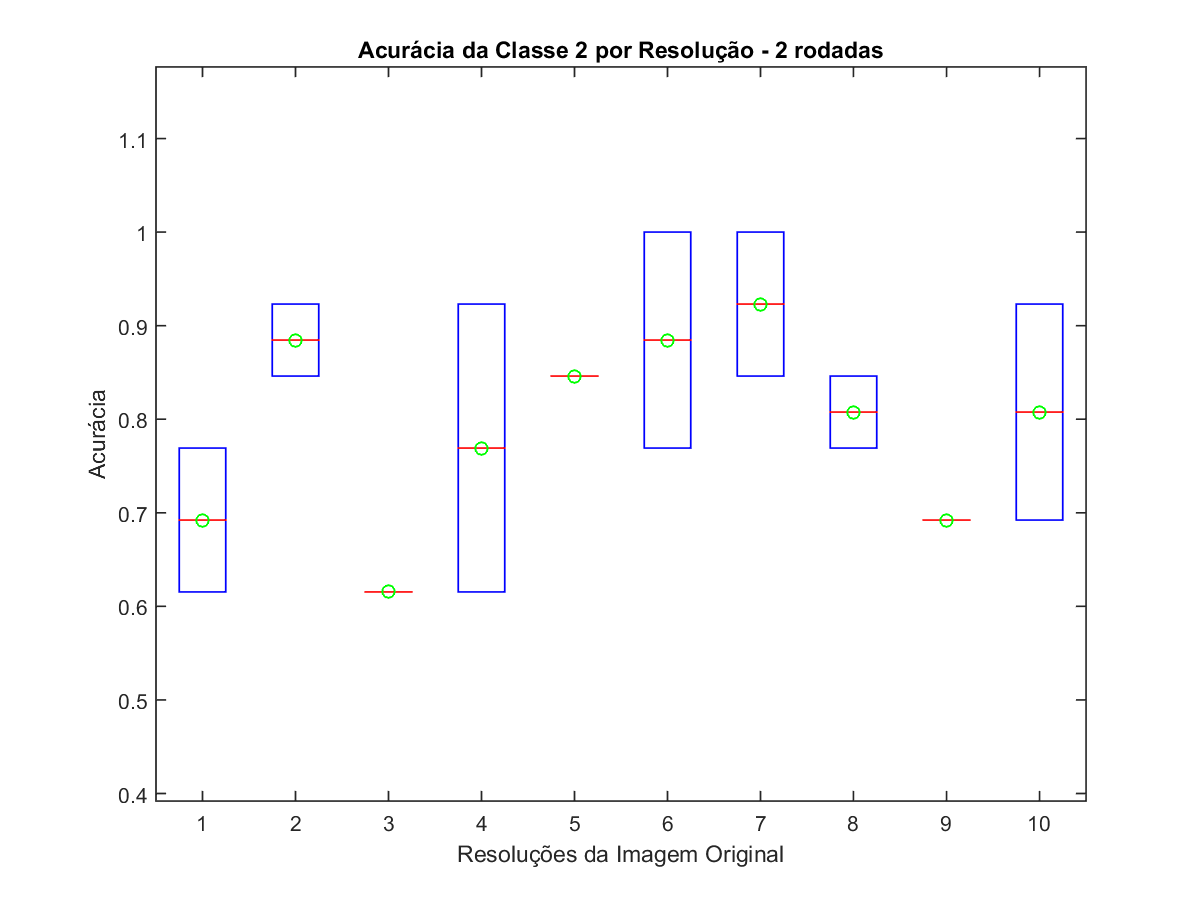 Acurácia da Classe 2 por Resolução - 2 rodadas
1.1
1
0.9
0.8
0.7
0.6
0.5
0.4
Acurácia
1 2 3 4 5 6 7 8 9 10
Resoluções da Imagem Original